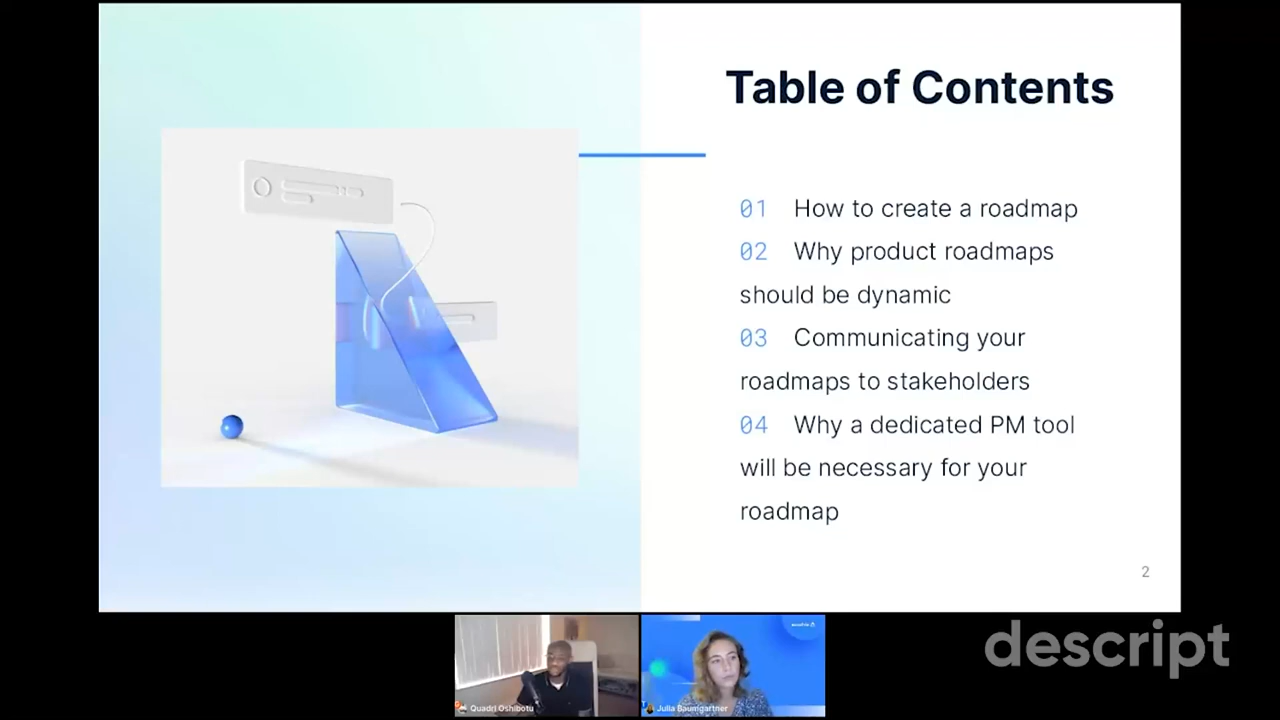 Table of Contents
01 How to create a roadmap
02 Why product roadmaps
should be dynamic
03 Communicating your
roadmaps to stakeholders
04 Why a dedicated PM tool
will be necessary for your
roadmap
2
descript
Quadri Oshibotu
Julia Baumgartner